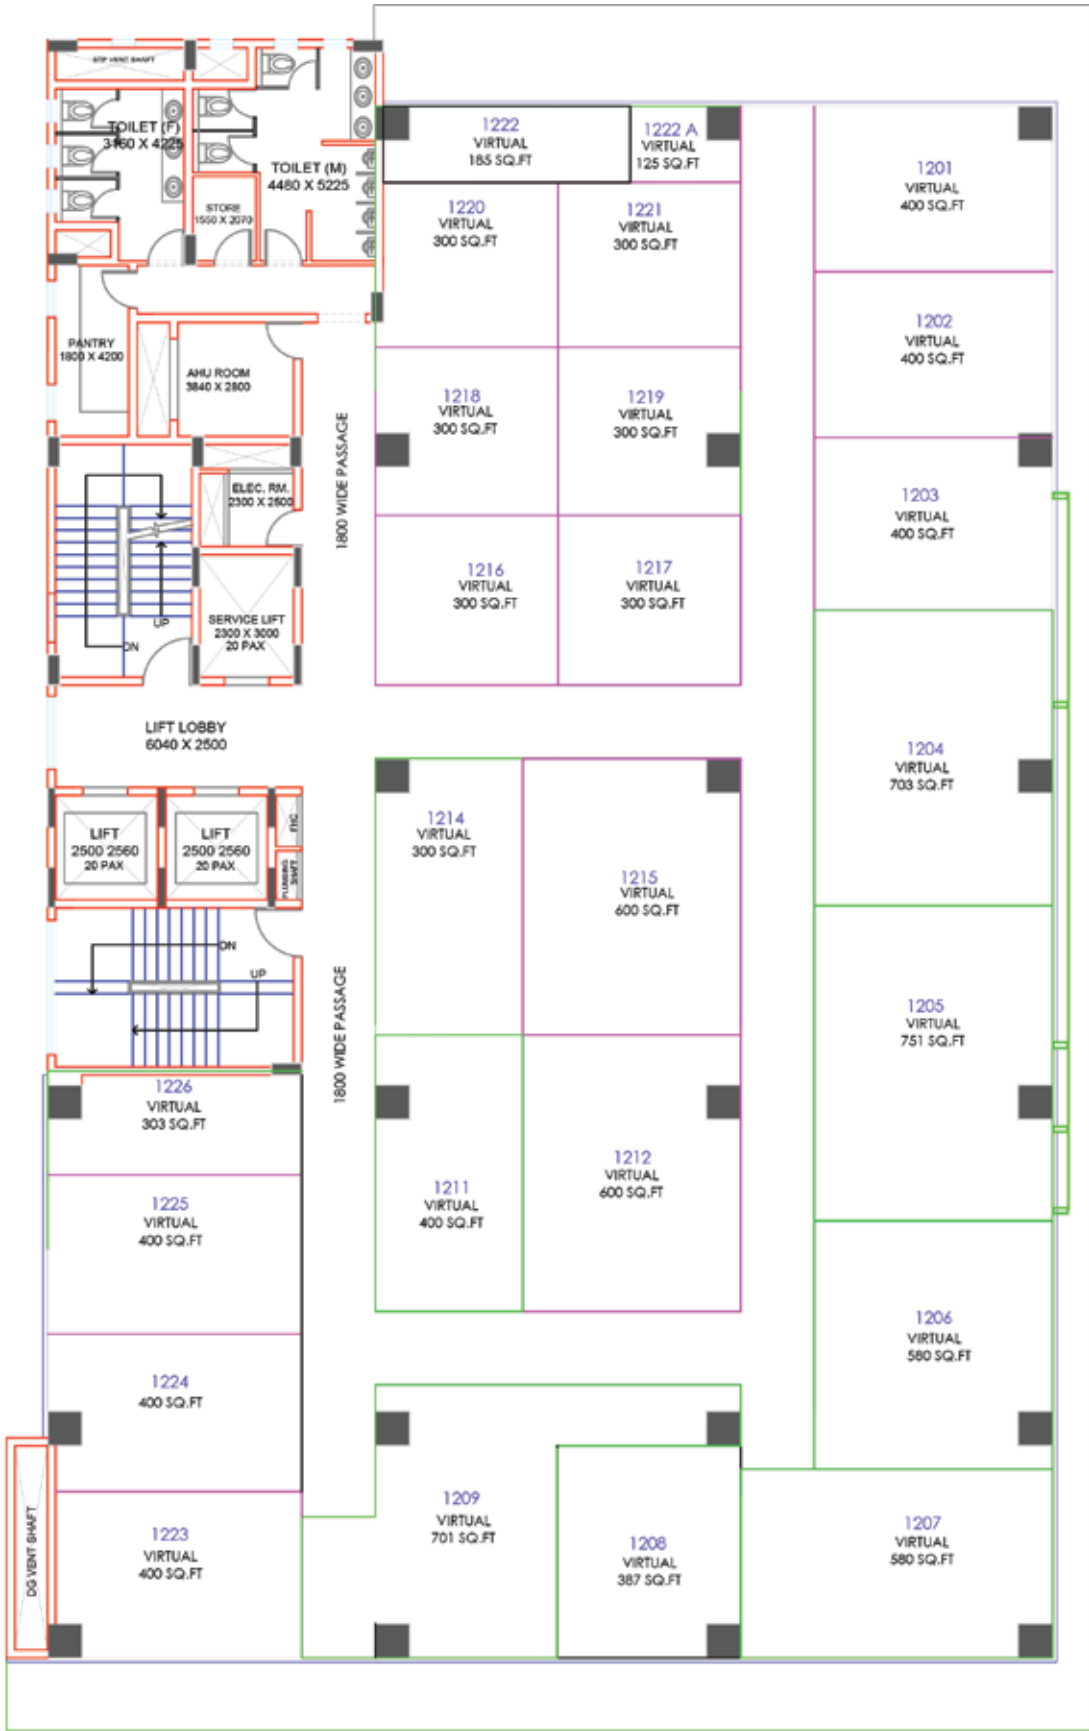 STP VENT SHAFT
TOILET (F)
3160 X 4225
TOILET (M)
4480 X 5225
STORE
1550 X 2070
PANTRY
1800 X 4200
AHU ROOM
3840 X 2800
ELEC. RM.
2300 X 2500
1800 WIDE PASSAGE
UP
DN
SERVICE LIFT
2300 X 3000
20 PAX
LIFT LOBBY
6040 X 2500
LIFT
2500 2560
20 PAX
LIFT
2500 2560
20 PAX
FHC
PLUMBING
SHAFT
DN
UP
1800 WIDE PASSAGE
1222
VIRTUAL
185 SQ.FT
1222 A
VIRTUAL
125 SQ.FT
1220
VIRTUAL
300 SQ.FT
1221
VIRTUAL
300 SQ.FT
1218
VIRTUAL
300 SQ.FT
1219
VIRTUAL
300 SQ.FT
1216
VIRTUAL
300 SQ.FT
1217
VIRTUAL
300 SQ.FT
1201
VIRTUAL
400 SQ.FT
1202
VIRTUAL
400 SQ.FT
1203
VIRTUAL
400 SQ.FT
1204
VIRTUAL
703 SQ.FT
1214
VIRTUAL
300 SQ.FT
1215
VIRTUAL
600 SQ.FT
1205
VIRTUAL
751 SQ.FT
1211
VIRTUAL
400 SQ.FT
1212
VIRTUAL
600 SQ.FT
1206
VIRTUAL
580 SQ.FT
1226
VIRTUAL
303 SQ.FT
1225
VIRTUAL
400 SQ.FT
1224
400 SQ.FT
1223
VIRTUAL
400 SQ.FT
DG VENT SHAFT
1209
VIRTUAL
701 SQ.FT
1208
VIRTUAL
387 SQ.FT
1207
VIRTUAL
580 SQ.FT